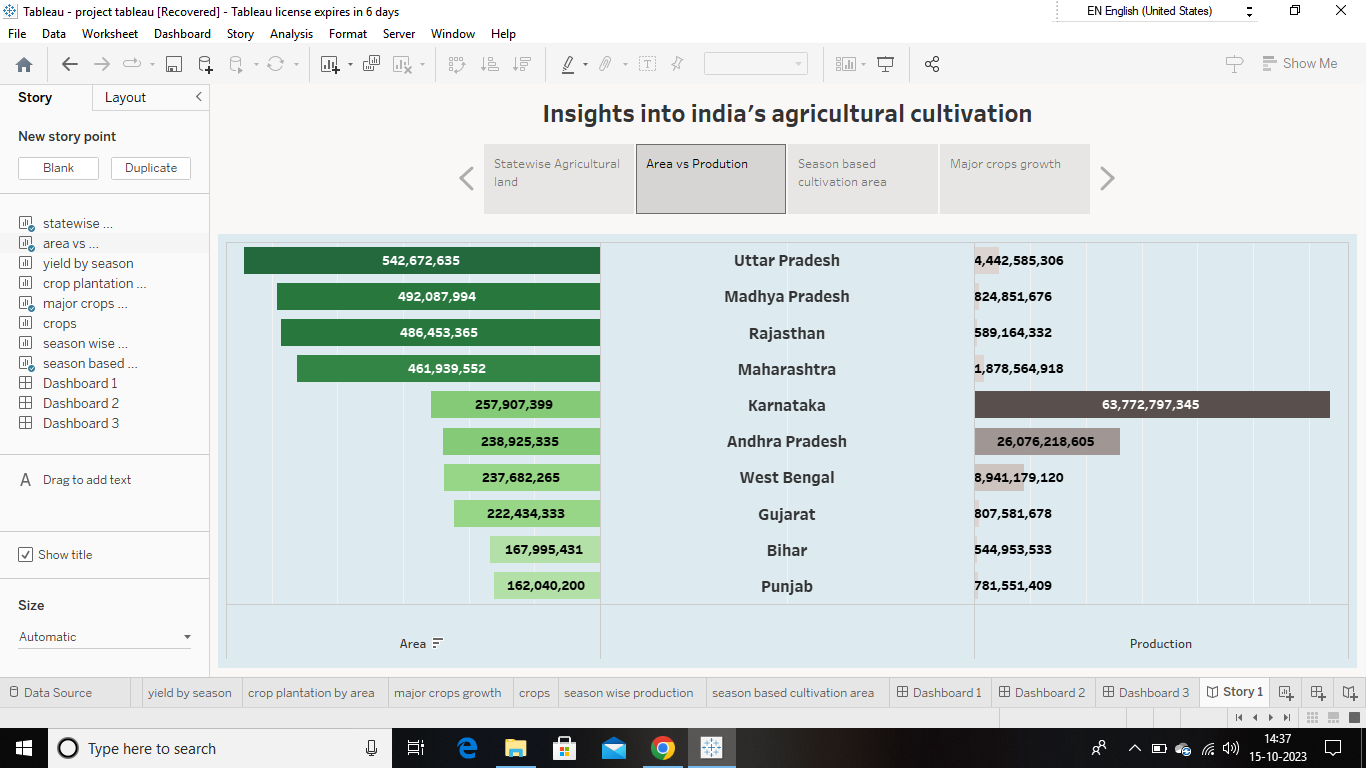 Tableau - project tableau [Recovered] - Tableau license expires in 6 days
EN English (United States)
File Data Worksheet Dashboard Story Analysis Format Server Window Help
Show Me
Story Layout
New story point
Blank Duplicate
statewise ...
area vs ...
yield by season
crop plantation ...
major crops ...
crops
season wise ...
season based ...
Dashboard 1
Dashboard 2
Dashboard 3
A Drag to add text
Show title
Size
Automatic
Insights into india's agricultural cultivation
Statewise Agricultural
land
Area vs Prodution
Season based
cultivation area
Major crops growth
542,672,635 Uttar Pradesh 4,442,585,306
492,087,994 Madhya Pradesh 824,851,676
486,453,365 Rajasthan 589,164,332
461,939,552 Maharashtra 1,878,564,918
257,907,399 Karnataka 63,772,797,345
238,925,335 Andhra Pradesh 26,076,218,605
237,682,265 West Bengal 8,941,179,120
222,434,333 Gujarat 807,581,678
167,995,431 Bihar 544,953,533
162,040,200 Punjab 781,551,409
Area Production
Data Source yield by season crop plantation by area major crops growth crops season wise production season based cultivation area Dashboard 1 Dashboard 2 Dashboard 3 Story 1
Type here to search
14:37
15-10-2023